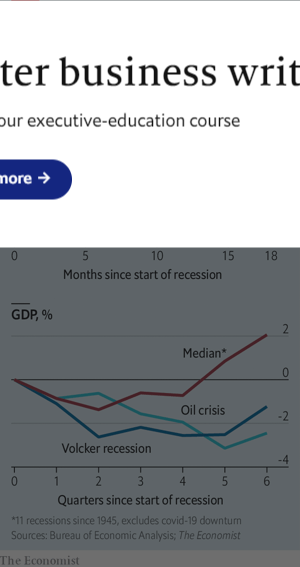 ter business writ
our executive-education course
more →
0 5 10 15 18
Months since start of recession
GDP, %
2
Median*
0
Oil crisis
-2
Volcker recession
-4
0 1 2 3 4 5 6
Quarters since start of recession
*11 recessions since 1945, excludes covid-19 downturn
Sources: Bureau of Economic Analysis; The Economist
The Economist